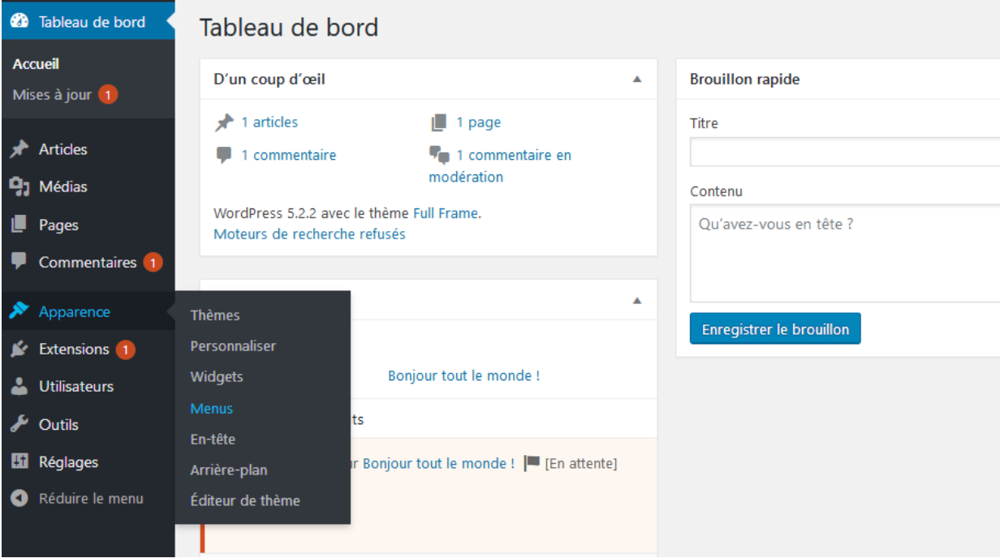 Tableau de bord
Accueil
Mises à jour 1
Articles
Médias
Pages
Commentaires 1
Apparence
Extensions 1
Utilisateurs
Outils
Réglages
Réduire le menu
Thèmes
Personnaliser
Widgets
Menus
En-tête
Arrière-plan
Éditeur de thème
Tableau de bord
D'un coup d'œil
1 articles
1 page
1 commentaire
1 commentaire en
modération
WordPress 5.2.2 avec le thème Full Frame.
Moteurs de recherche refusés
Bonjour tout le monde !
ts
r Bonjour tout le monde ! [En attente]
Brouillon rapide
Titre
Contenu
Qu'avez-vous en tête ?
Enregistrer le brouillon